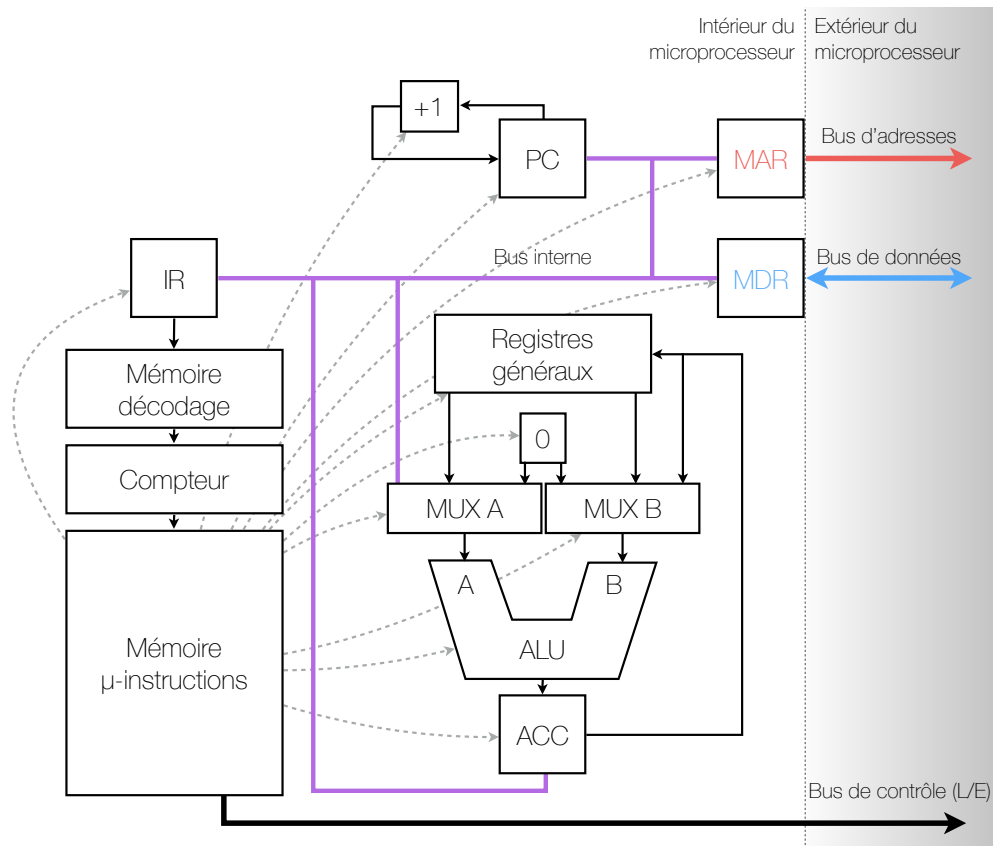 Intérieur du
microprocesseur
Extérieur du
microprocesseur
+1
PC
MAR
Bus d'adresses
IR
Bus interne
MDR
Bus de données
Registres
généraux
Mémoire
décodage
0
Compteur
MUX A
MUX B
A
B
ALU
Mémoire
µ-instructions
ACC
Bus de contrôle (L/E)